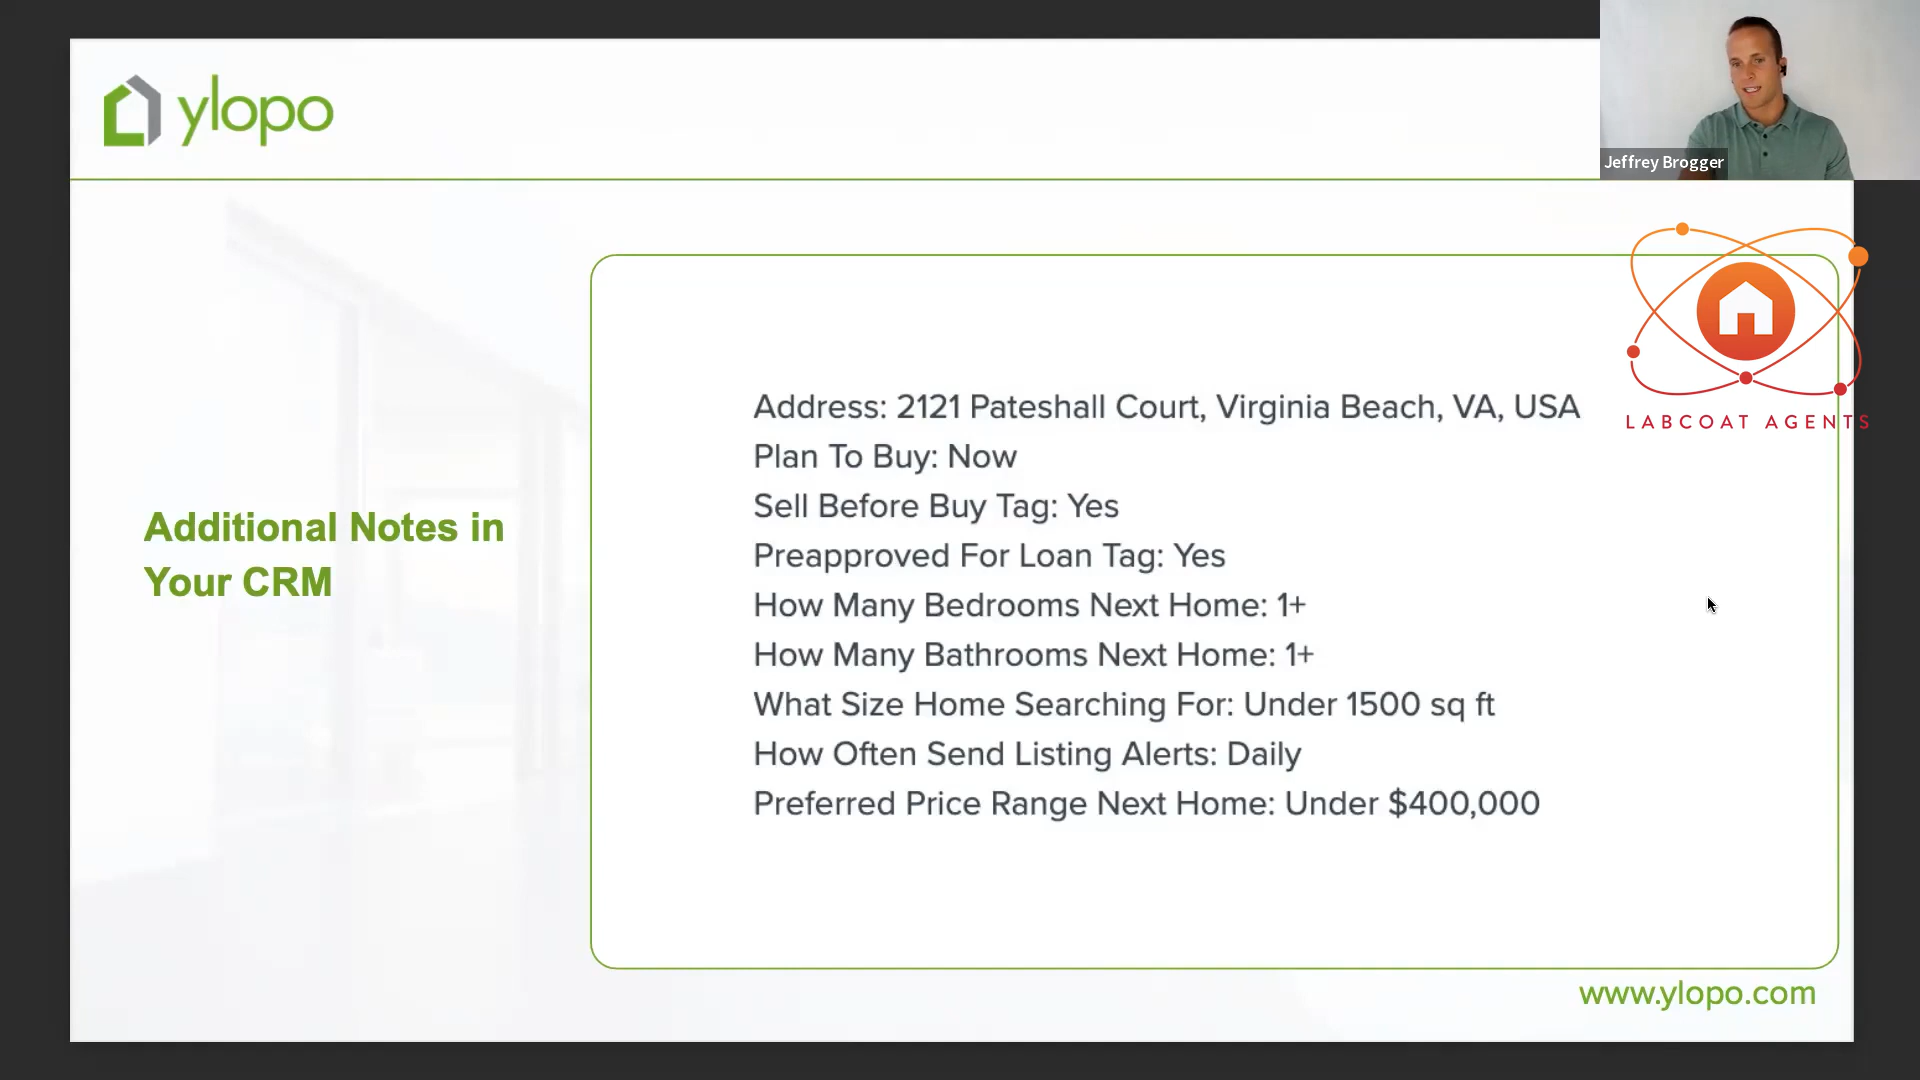 ylopo
Jeffrey Brogger
LABCOAT AGENTS
Additional Notes in
Your CRM
Address: 2121 Pateshall Court, Virginia Beach, VA, USA
Plan To Buy: Now
Sell Before Buy Tag: Yes
Preapproved For Loan Tag: Yes
How Many Bedrooms Next Home: 1+
How Many Bathrooms Next Home: 1+
What Size Home Searching For: Under 1500 sq ft
How Often Send Listing Alerts: Daily
Preferred Price Range Next Home: Under $400,000
www.ylopo.com